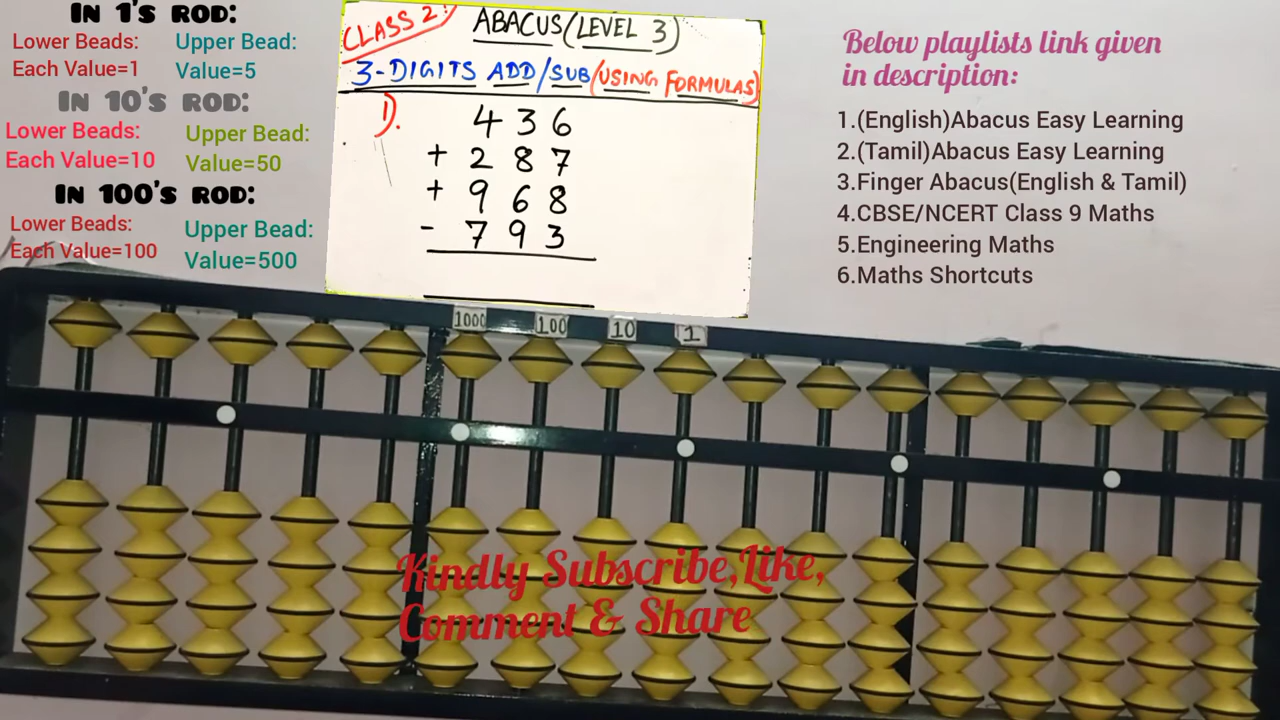 In 1's rod:
Lower Beads:
Each Value=1
Upper Bead:
Value=5
In 10's rod:
Lower Beads:
Each Value=10
Upper Bead:
Value=50
In 100's rod:
Lower Beads:
Each Value=100
Upper Bead:
Value=500
CLASS 2:
ABACUS(LEVEL 3)
3-DIGITS ADD/SUB(USING FORMULAS)
1).
436
+ 287
+ 968
- 793
Below playlists link given
in description:
1.(English)Abacus Easy Learning
2.(Tamil)Abacus Easy Learning
3.Finger Abacus(English & Tamil)
4.CBSE/NCERT Class 9 Maths
5.Engineering Maths
6.Maths Shortcuts
1000 100 10 1
Kindly Subscribe,Like,
Comment & Share